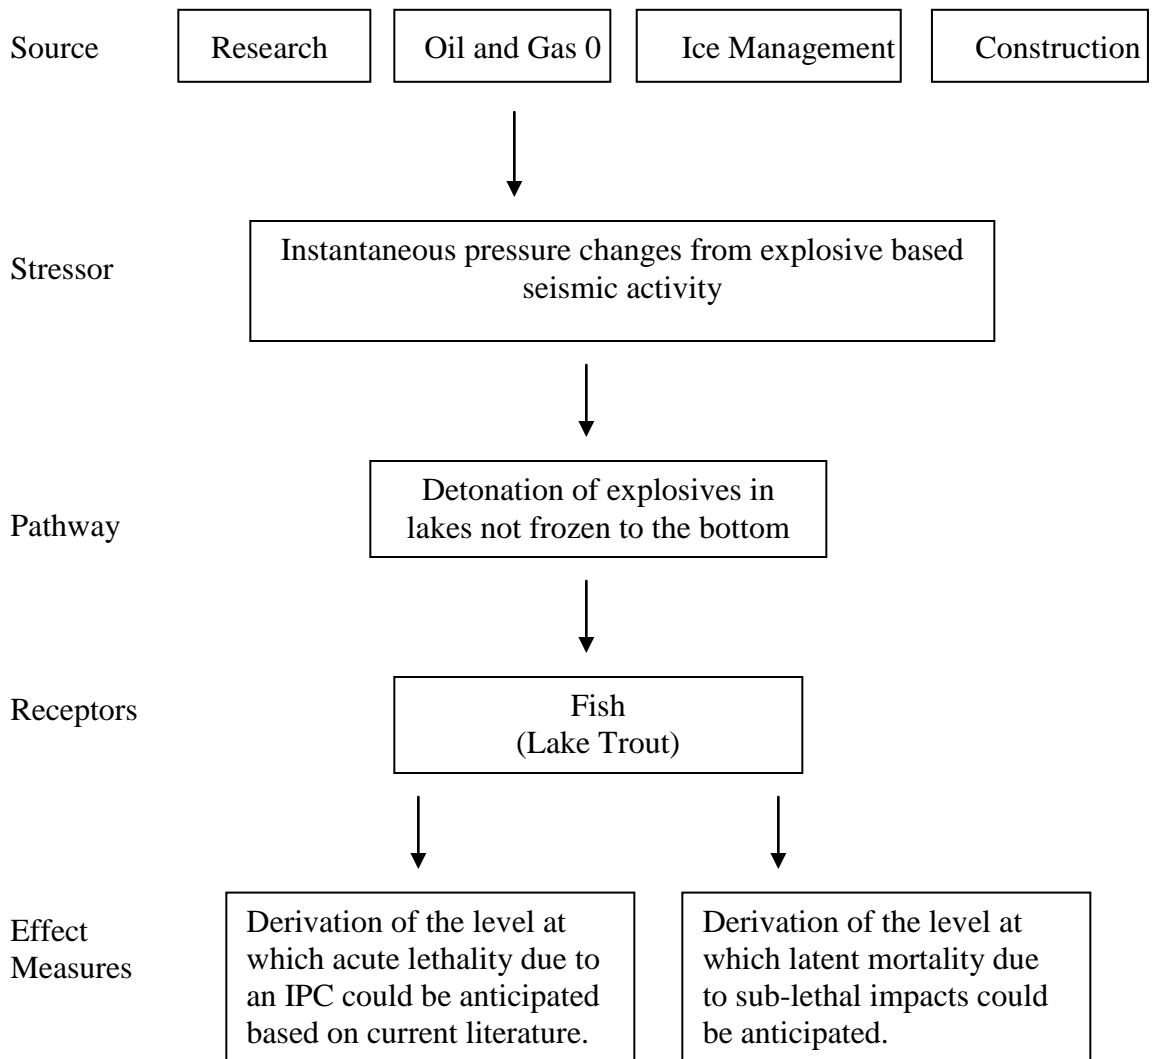 Source
Research
Oil and Gas 0
Ice Management
Construction
Stressor
Instantaneous pressure changes from explosive based
seismic activity
Pathway
Detonation of explosives in
lakes not frozen to the bottom
Receptors
Fish
(Lake Trout)
Effect
Measures
Derivation of the level at
which acute lethality due to
an IPC could be anticipated
based on current literature.
Derivation of the level at
which latent mortality due
to sub-lethal impacts could
be anticipated.